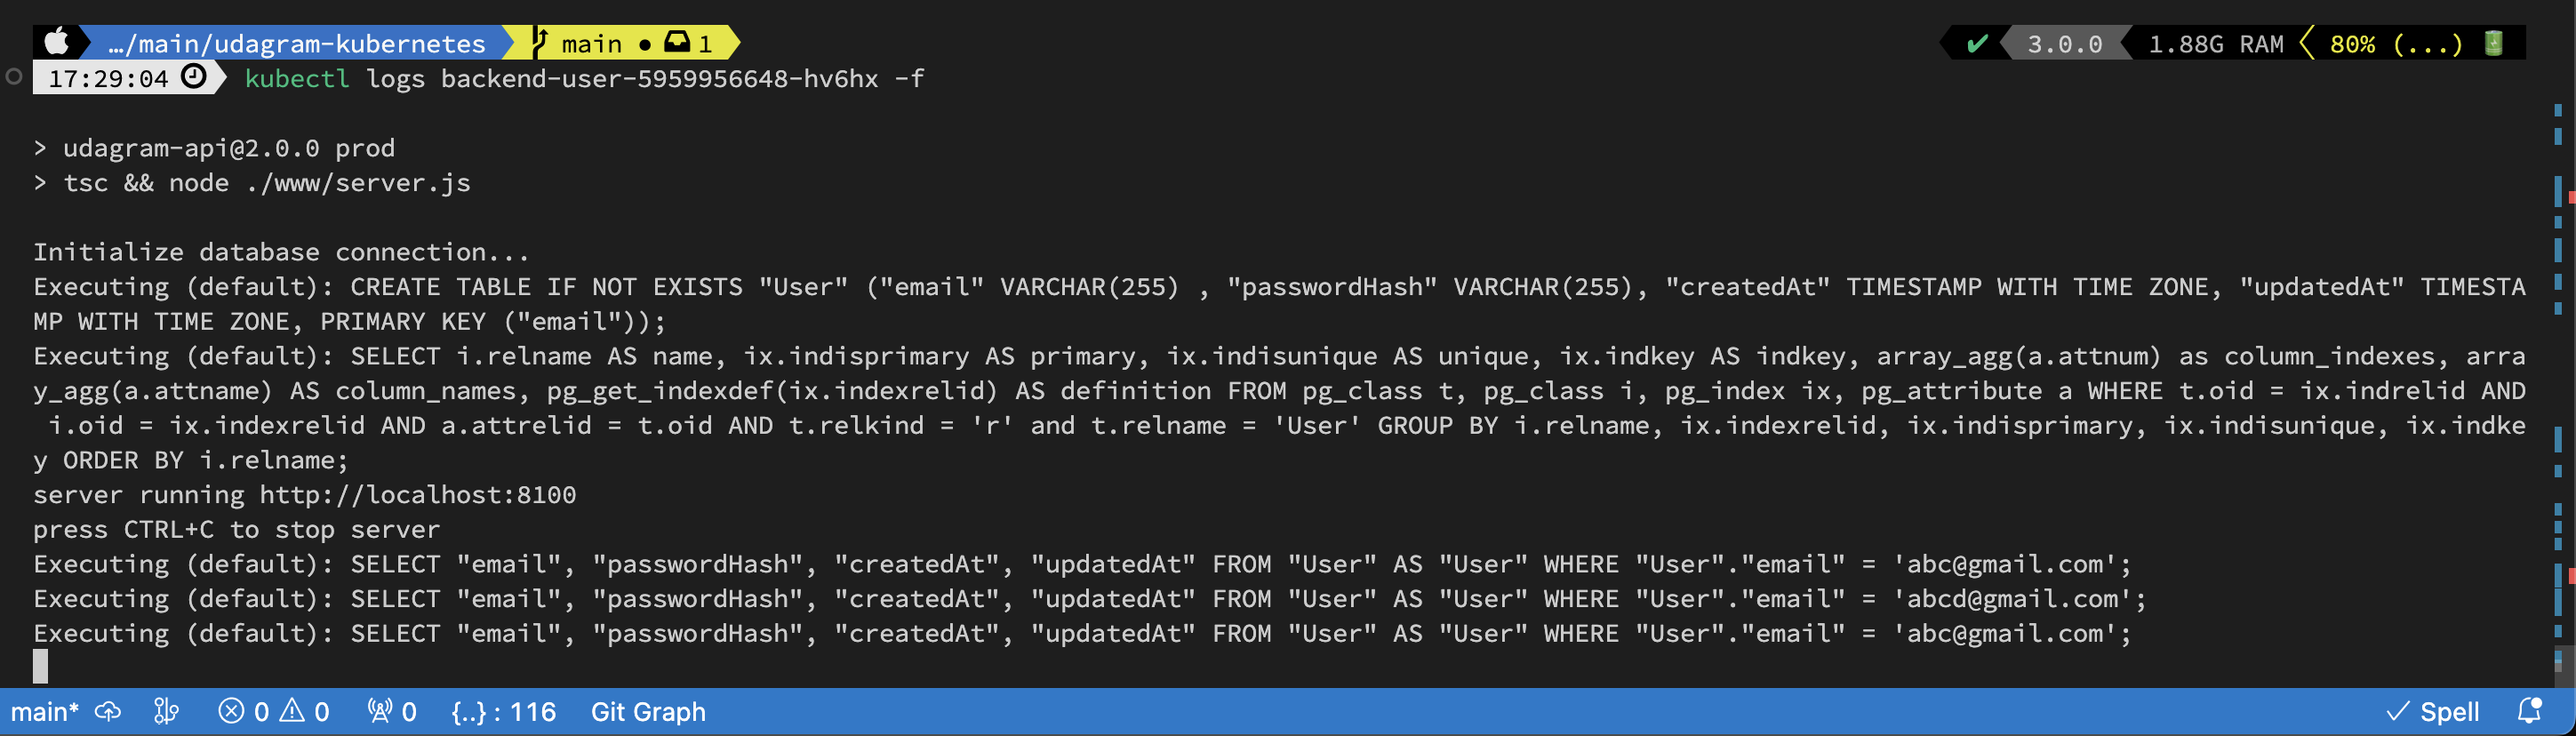 …/main/udagram-kubernetes main ● 1 ✔ 3.0.0 1.88G RAM 80% (...)
17:29:04 kubectl logs backend-user-5959956648-hv6hx -f
> udagram-api@2.0.0 prod
> tsc && node ./www/server.js
Initialize database connection...
Executing (default): CREATE TABLE IF NOT EXISTS "User" ("email" VARCHAR(255) , "passwordHash" VARCHAR(255), "createdAt" TIMESTAMP WITH TIME ZONE, "updatedAt" TIMESTA
MP WITH TIME ZONE, PRIMARY KEY ("email"));
Executing (default): SELECT i.relname AS name, ix.indisprimary AS primary, ix.indisunique AS unique, ix.indkey AS indkey, array_agg(a.attnum) as column_indexes, arra
y_agg(a.attname) AS column_names, pg_get_indexdef(ix.indexrelid) AS definition FROM pg_class t, pg_class i, pg_index ix, pg_attribute a WHERE t.oid = ix.indrelid AND
i.oid = ix.indexrelid AND a.attrelid = t.oid AND t.relkind = 'r' and t.relname = 'User' GROUP BY i.relname, ix.indexrelid, ix.indisprimary, ix.indisunique, ix.indke
y ORDER BY i.relname;
server running http://localhost:8100
press CTRL+C to stop server
Executing (default): SELECT "email", "passwordHash", "createdAt", "updatedAt" FROM "User" AS "User" WHERE "User"."email" = 'abc@gmail.com';
Executing (default): SELECT "email", "passwordHash", "createdAt", "updatedAt" FROM "User" AS "User" WHERE "User"."email" = 'abcd@gmail.com';
Executing (default): SELECT "email", "passwordHash", "createdAt", "updatedAt" FROM "User" AS "User" WHERE "User"."email" = 'abc@gmail.com';
main* 0 0 0 {..} : 116 Git Graph ✓ Spell